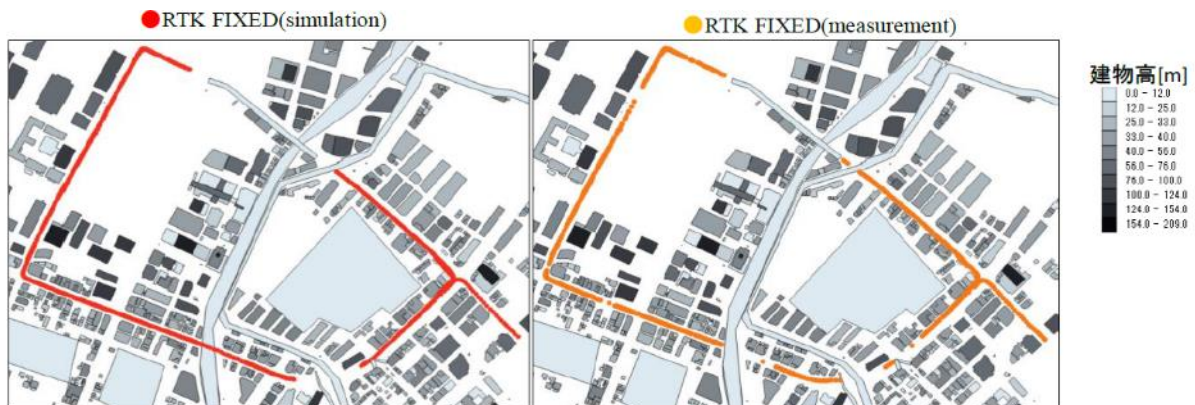 RTK FIXED(simulation)
RTK FIXED(measurement)
建物高[m]
0.0 - 12.0
12.0 - 25.0
25.0 - 33.0
33.0 - 40.0
40.0 - 56.0
56.0 - 76.0
76.0 - 100.0
100.0 - 124.0
124.0 - 154.0
154.0 - 209.0